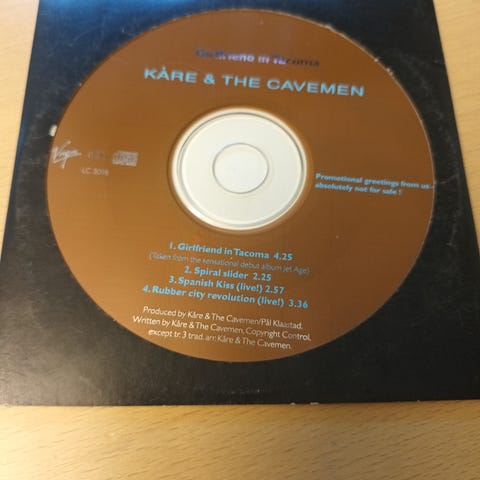 Girlfriend in Tacoma
KÅRE & THE CAVEMEN
Virgin
LC 3098
Promotional greetings from us -
absolutely not for sale !
1. Girlfriend in Tacoma 4.25
(Taken from the sensational debut album Jet Age)
2. Spiral slider 2.25
3. Spanish Kiss (live!) 2.57
4. Rubber city revolution (live!) 3.36
Produced by Kåre & The Cavemen/Pål Klaastad.
Written by Kåre & The Cavemen, Copyright Control,
except tr. 3 trad. arr: Kåre & The Cavemen.